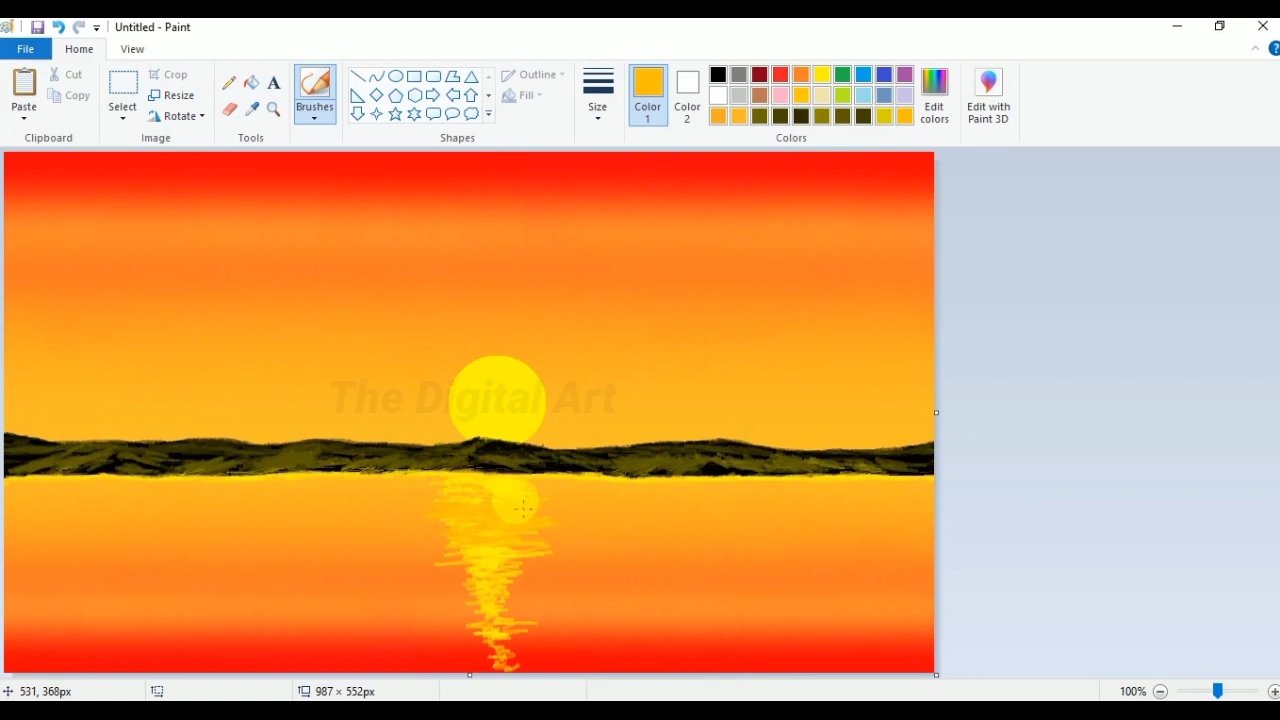 Untitled - Paint
File Home View
Paste
Cut
Copy
Clipboard
Select
Crop
Resize
Rotate
Image
Tools
Brushes
Outline
Fill
Shapes
Size
Color 1
Color 2
Edit colors
Edit with Paint 3D
Colors
The Digital Art
531, 368px
987 × 552px
100%